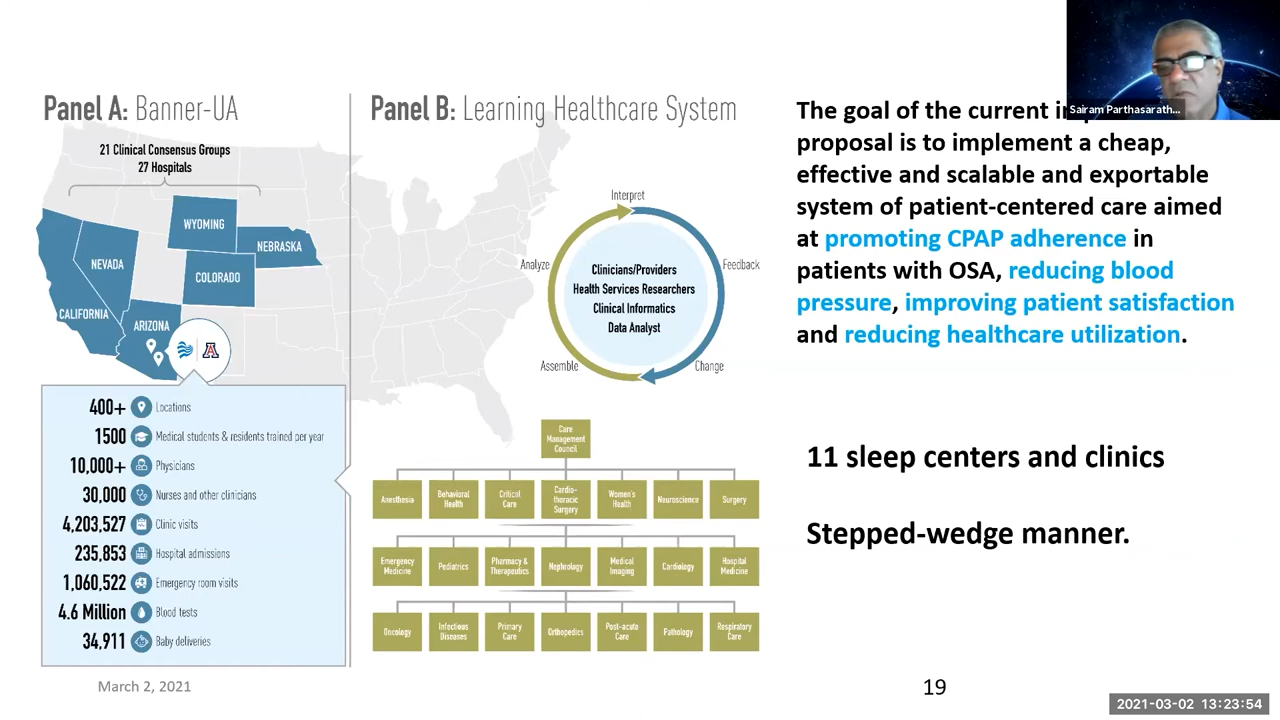 Panel A: Banner-UA
21 Clinical Consensus Groups
27 Hospitals
WYOMING
NEBRASKA
NEVADA
COLORADO
CALIFORNIA
ARIZONA
A
400+ Locations
1500 Medical students & residents trained per year
10,000+ Physicians
30,000 Nurses and other clinicians
4,203,527 Clinic visits
235,853 Hospital admissions
1,060,522 Emergency room visits
4.6 Million Blood tests
34,911 Baby deliveries
Panel B: Learning Healthcare System
Interpret
Analyze
Feedback
Clinicians/Providers
Health Services Researchers
Clinical Informatics
Data Analyst
Assemble
Change
Care
Management
Council
Anesthesia
Behavioral
Health
Critical
Care
Cardio-
thoracic
Surgery
Women's
Health
Neuroscience
Surgery
Emergency
Medicine
Pediatrics
Pharmacy &
Therapeutics
Nephrology
Medical
Imaging
Cardiology
Hospital
Medicine
Oncology
Infectious
Diseases
Primary
Care
Orthopedics
Post-acute
Care
Pathology
Respiratory
Care
Sairam Parthasarath...
The goal of the current
proposal is to implement a cheap,
effective and scalable and exportable
system of patient-centered care aimed
at promoting CPAP adherence in
patients with OSA, reducing blood
pressure, improving patient satisfaction
and reducing healthcare utilization.
11 sleep centers and clinics
Stepped-wedge manner.
March 2, 2021
19
2021-03-02 13:23:54